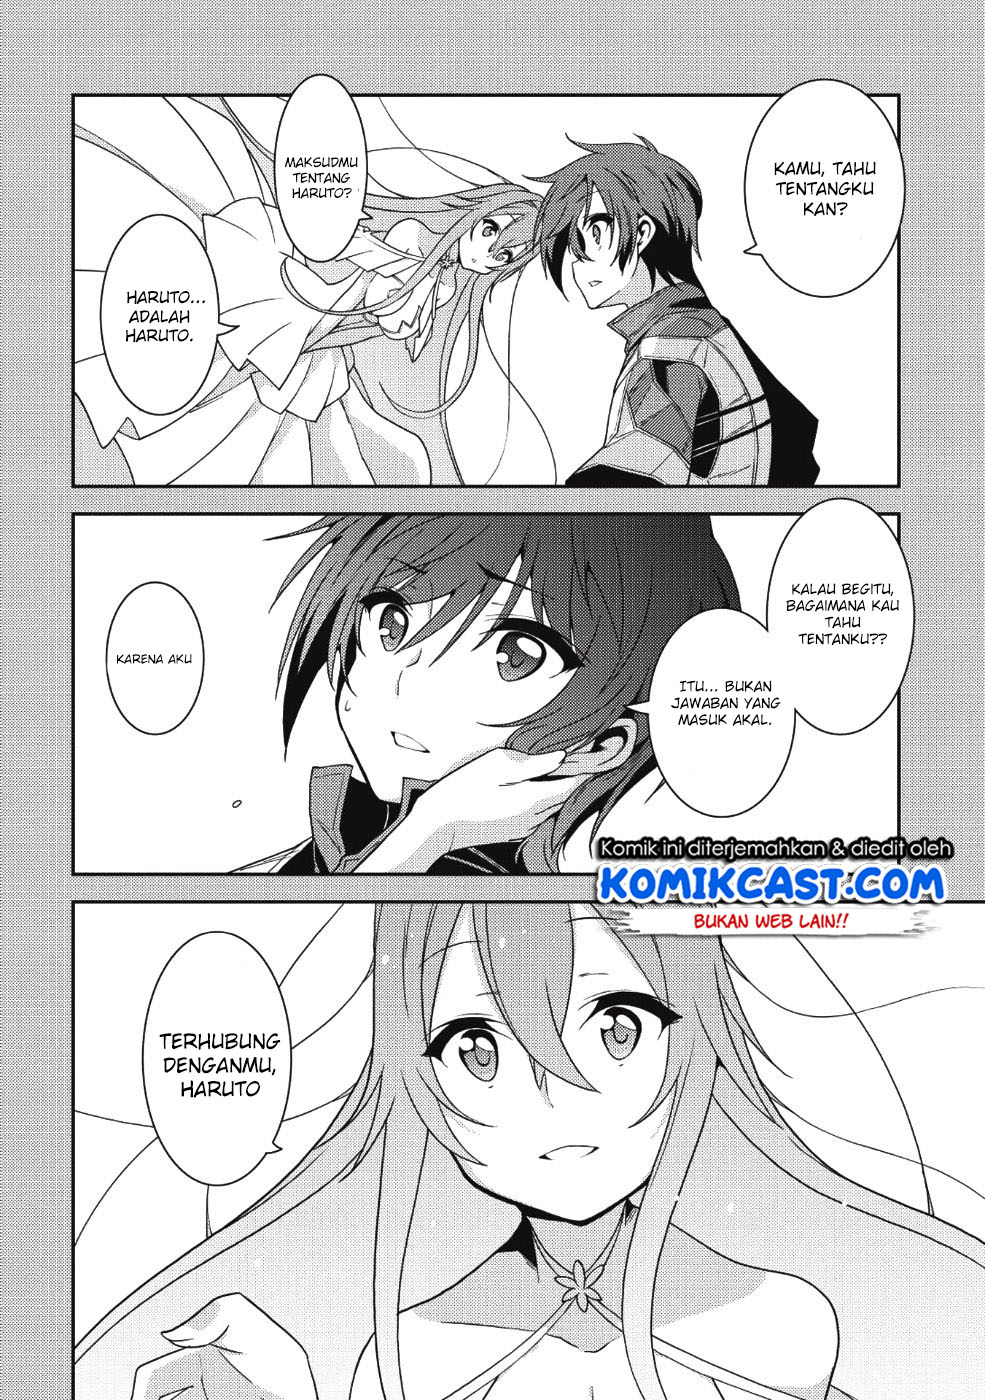 KAMU, TAHU
TENTANGKU
KAN?
MAKSUDMU
TENTANG
HARUTO?
HARUTO...
ADALAH
HARUTO.
KALAU BEGITU,
BAGAIMANA KAU
TAHU
TENTANKU??
ITU... BUKAN
JAWABAN YANG
MASUK AKAL.
KARENA AKU
Komik ini diterjemahkan & diedit oleh
KOMIKCAST.COM
BUKAN WEB LAIN!!
TERHUBUNG
DENGANMU,
HARUTO